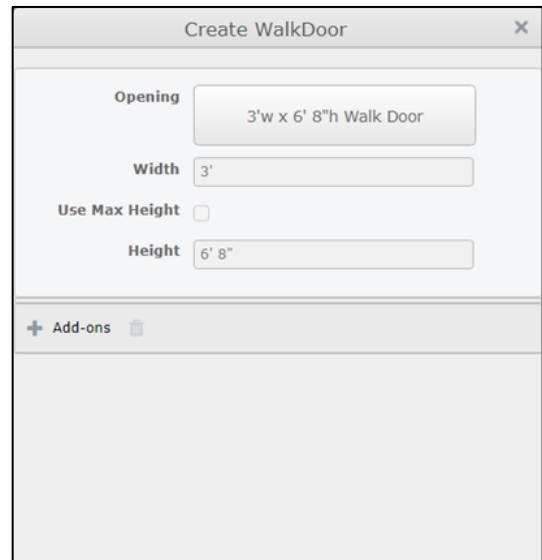 Create WalkDoor
Opening
3'w x 6' 8"h Walk Door
Width 3'
Use Max Height
Height 6' 8"
Add-ons